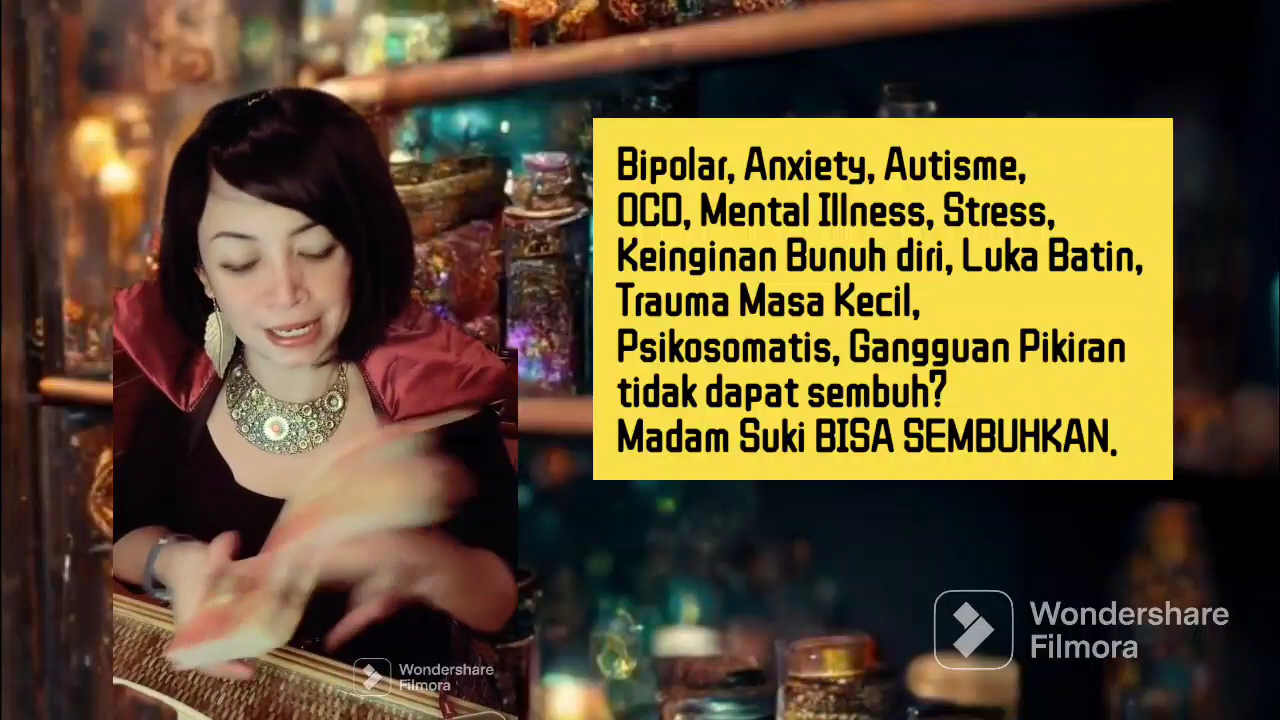 Bipolar, Anxiety, Autisme,
OCD, Mental Illness, Stress,
Keinginan Bunuh diri, Luka Batin,
Trauma Masa Kecil,
Psikosomatis, Gangguan Pikiran
tidak dapat sembuh?
Madam Suki BISA SEMBUHKAN.
Wondershare
Filmora
Wondershare
Filmora